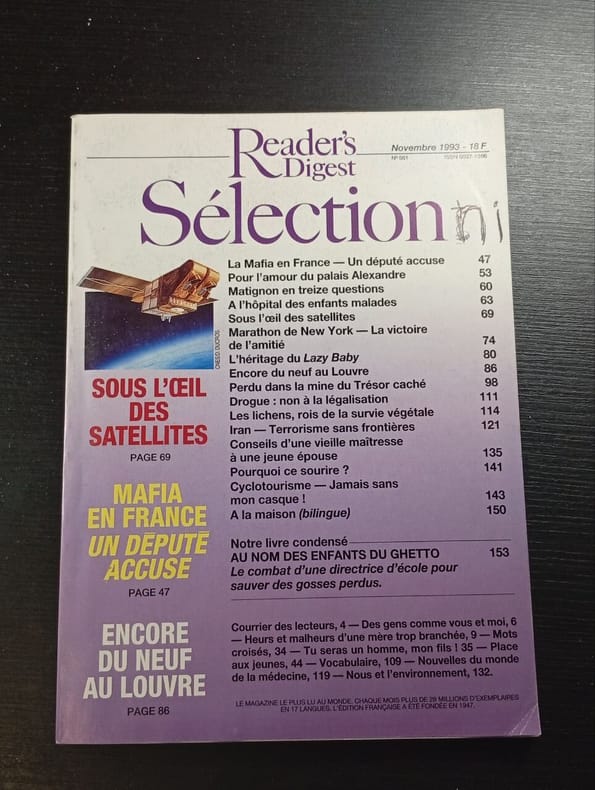 Reader's
Digest
Novembre 1993 - 18 F
N° 561
Sélection
ni
La Mafia en France — Un député accuse 47
Pour l'amour du palais Alexandre 53
Matignon en treize questions 60
A l'hôpital des enfants malades 63
Sous l'œil des satellites 69
Marathon de New York — La victoire
de l'amitié 74
L'héritage du Lazy Baby 80
Encore du neuf au Louvre 86
Perdu dans la mine du Trésor caché 98
Drogue : non à la légalisation 111
Les lichens, rois de la survie végétale 114
Iran — Terrorisme sans frontières 121
Conseils d'une vieille maîtresse
à une jeune épouse 135
Pourquoi ce sourire ? 141
Cyclotourisme — Jamais sans
mon casque ! 143
A la maison (bilingue) 150
Notre livre condensé
AU NOM DES ENFANTS DU GHETTO 153
Le combat d'une directrice d'école pour
sauver des gosses perdus.
Courrier des lecteurs, 4 — Des gens comme vous et moi, 6
— Heurs et malheurs d'une mère trop branchée, 9 — Mots
croisés, 34 — Tu seras un homme, mon fils ! 35 — Place
aux jeunes, 44 — Vocabulaire, 109 — Nouvelles du monde
de la médecine, 119 — Nous et l'environnement, 132.
LE MAGAZINE LE PLUS LU AU MONDE. CHAQUE MOIS PLUS DE 28 MILLIONS D'EXEMPLAIRES
EN 17 LANGUES. L'ÉDITION FRANÇAISE A ÉTÉ FONDÉE EN 1947.
SOUS L'ŒIL
DES
SATELLITES
PAGE 69
MAFIA
EN FRANCE
UN DÉPUTÉ
ACCUSE
PAGE 47
ENCORE
DU NEUF
AU LOUVRE
PAGE 86